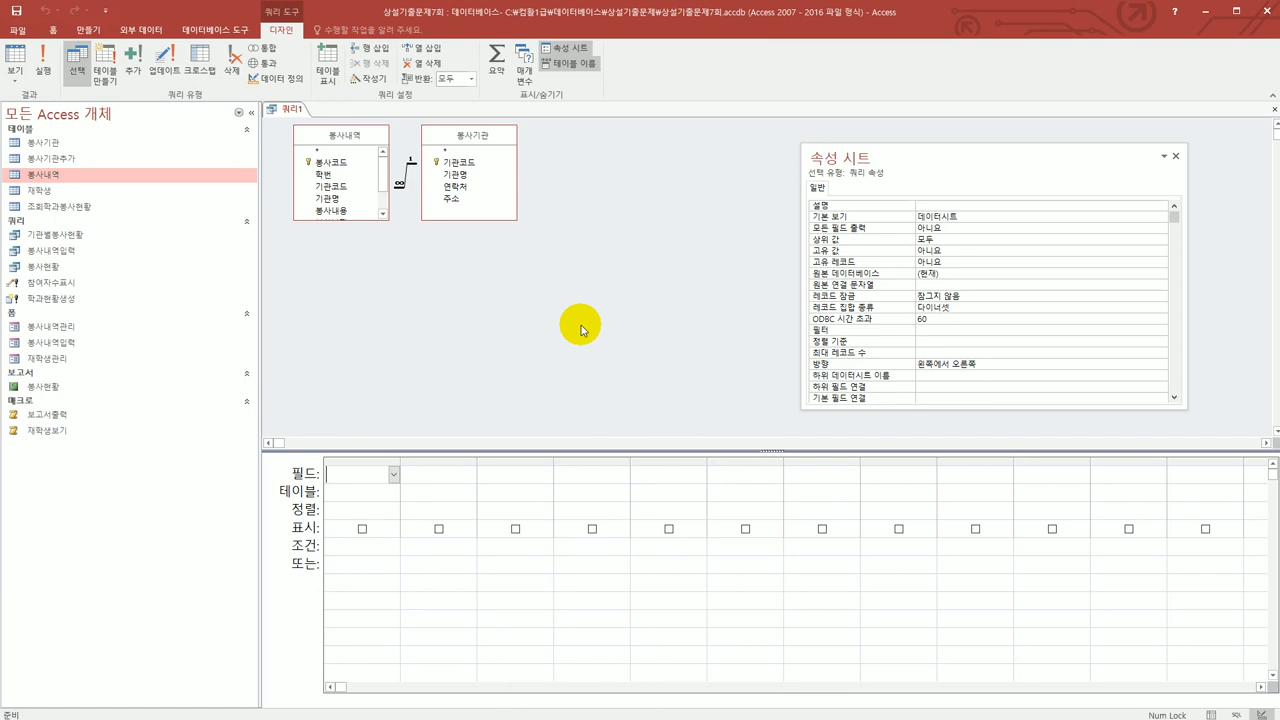 쿼리 도구
상설기출문제7회 : 데이터베이스- C:₩컴활1급₩데이터베이스₩상설기출문제₩상설기출문제7회.accdb (Access 2007 - 2016 파일 형식) - Access
파일
홈
만들기
외부 데이터
데이터베이스 도구
디자인
수행할 작업을 알려 주세요.
보기
실행
선택
테이블 만들기
추가
업데이트
크로스탭
삭제
통합
통과
데이터 정의
테이블 표시
행 삽입
행 삭제
작성기
열 삽입
열 삭제
반환: 모두
요약
매개 변수
속성 시트
테이블 이름
결과
쿼리 유형
쿼리 설정
표시/숨기기
모든 Access 개체
테이블
봉사기관
봉사기관추가
봉사내역
재학생
조회학과봉사현황
쿼리
기관별봉사현황
봉사내역입력
봉사현황
참여자수표시
학과현황생성
폼
봉사내역관리
봉사내역입력
재학생관리
보고서
봉사현황
매크로
보고서출력
재학생보기
쿼리1
봉사내역
*
봉사코드
학번
기관코드
기관명
봉사내용
1
∞
봉사기관
*
기관코드
기관명
연락처
주소
속성 시트
선택 유형: 쿼리 속성
일반
설명
기본 보기 데이터시트
모든 필드 출력 아니요
상위 값 모두
고유 값 아니요
고유 레코드 아니요
원본 데이터베이스 (현재)
원본 연결 문자열
레코드 잠금 잠그지 않음
레코드 집합 종류 다이너셋
ODBC 시간 초과 60
필터
정렬 기준
최대 레코드 수
방향 왼쪽에서 오른쪽
하위 데이터시트 이름
하위 필드 연결
기본 필드 연결
필드:
테이블:
정렬:
표시:
조건:
또는:
준비
Num Lock
SQL